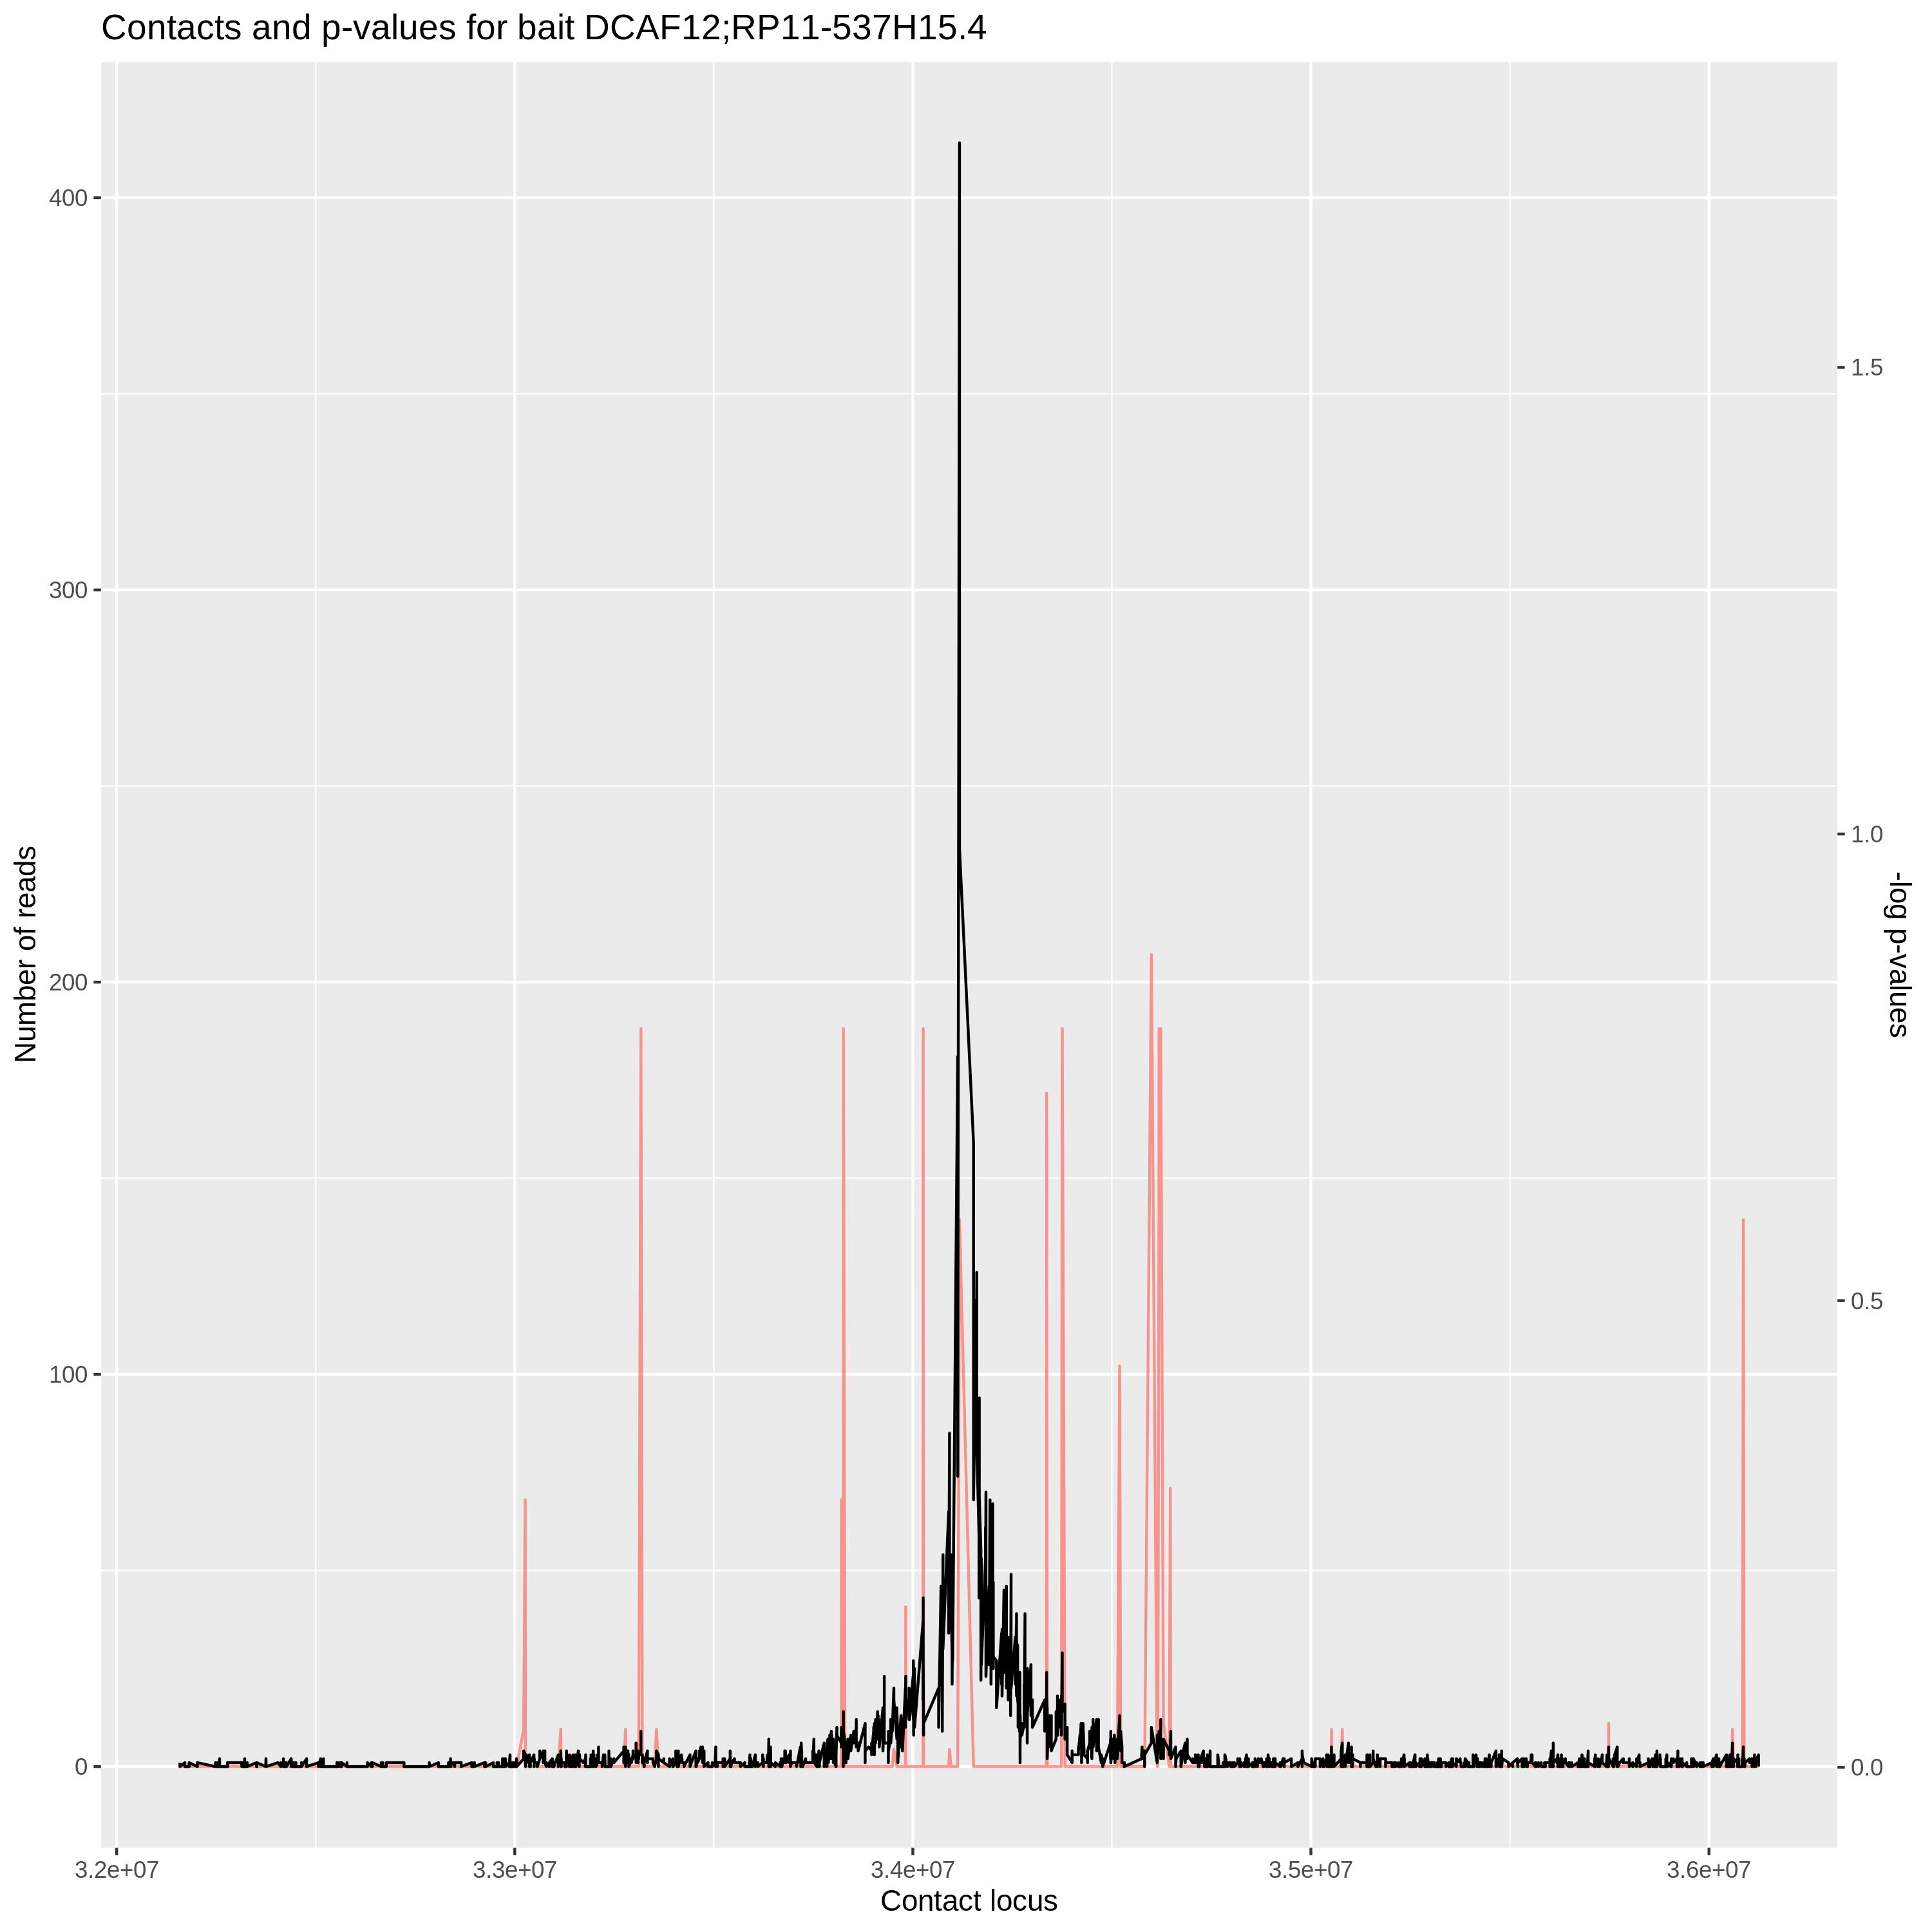 Contacts and p-values for bait DCAF12;RP11-537H15.4
400
300
200
100
0
Number of reads
1.5
1.0
0.5
0.0
-log p-values
3.2e+07 3.3e+07 3.4e+07 3.5e+07 3.6e+07
Contact locus